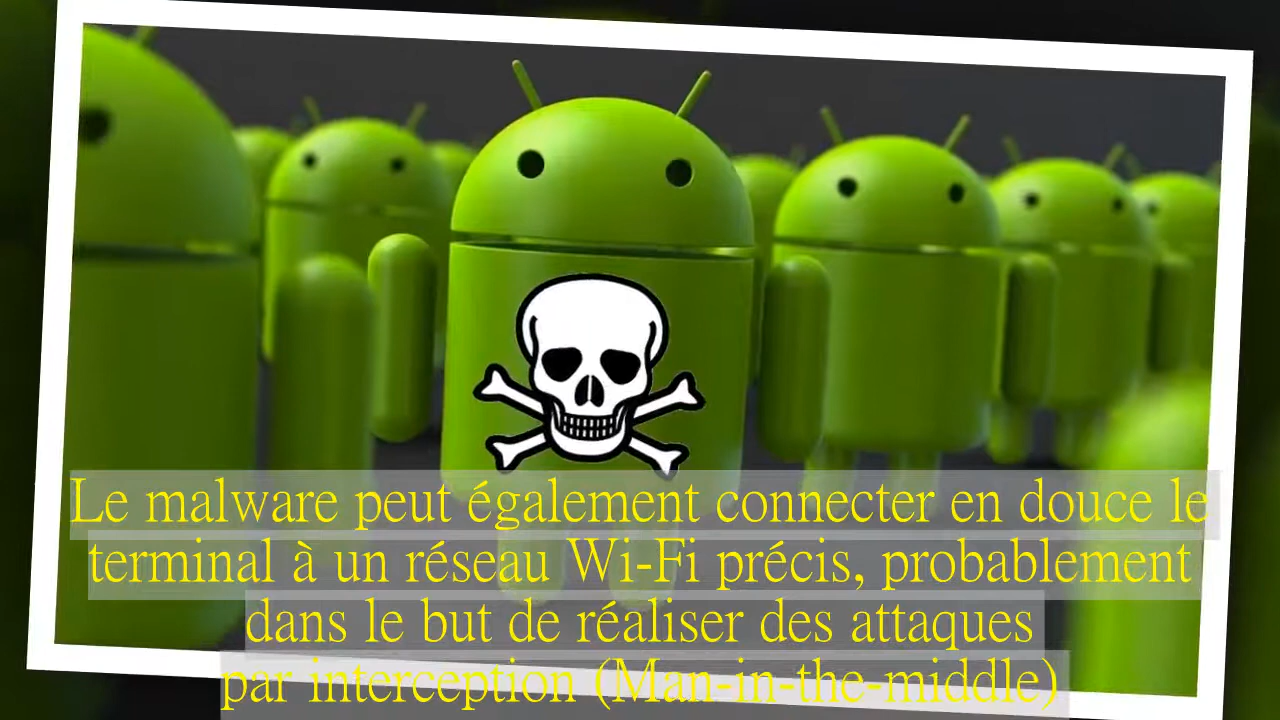 Le malware peut également connecter en douce le
terminal à un réseau Wi-Fi précis, probablement
dans le but de réaliser des attaques
par interception (Man-in-the-middle)